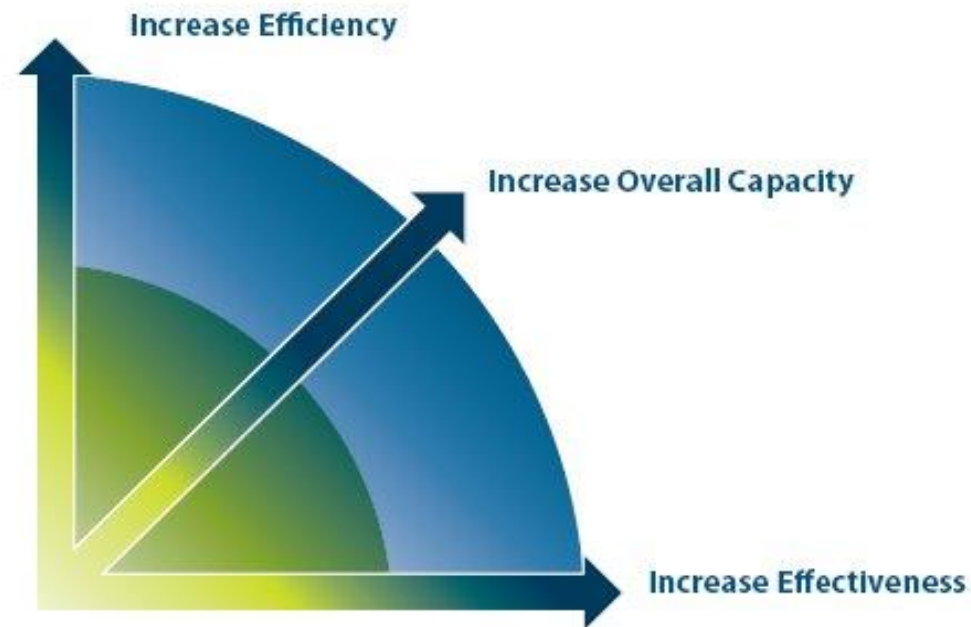 Increase Efficiency
Increase Overall Capacity
Increase Effectiveness